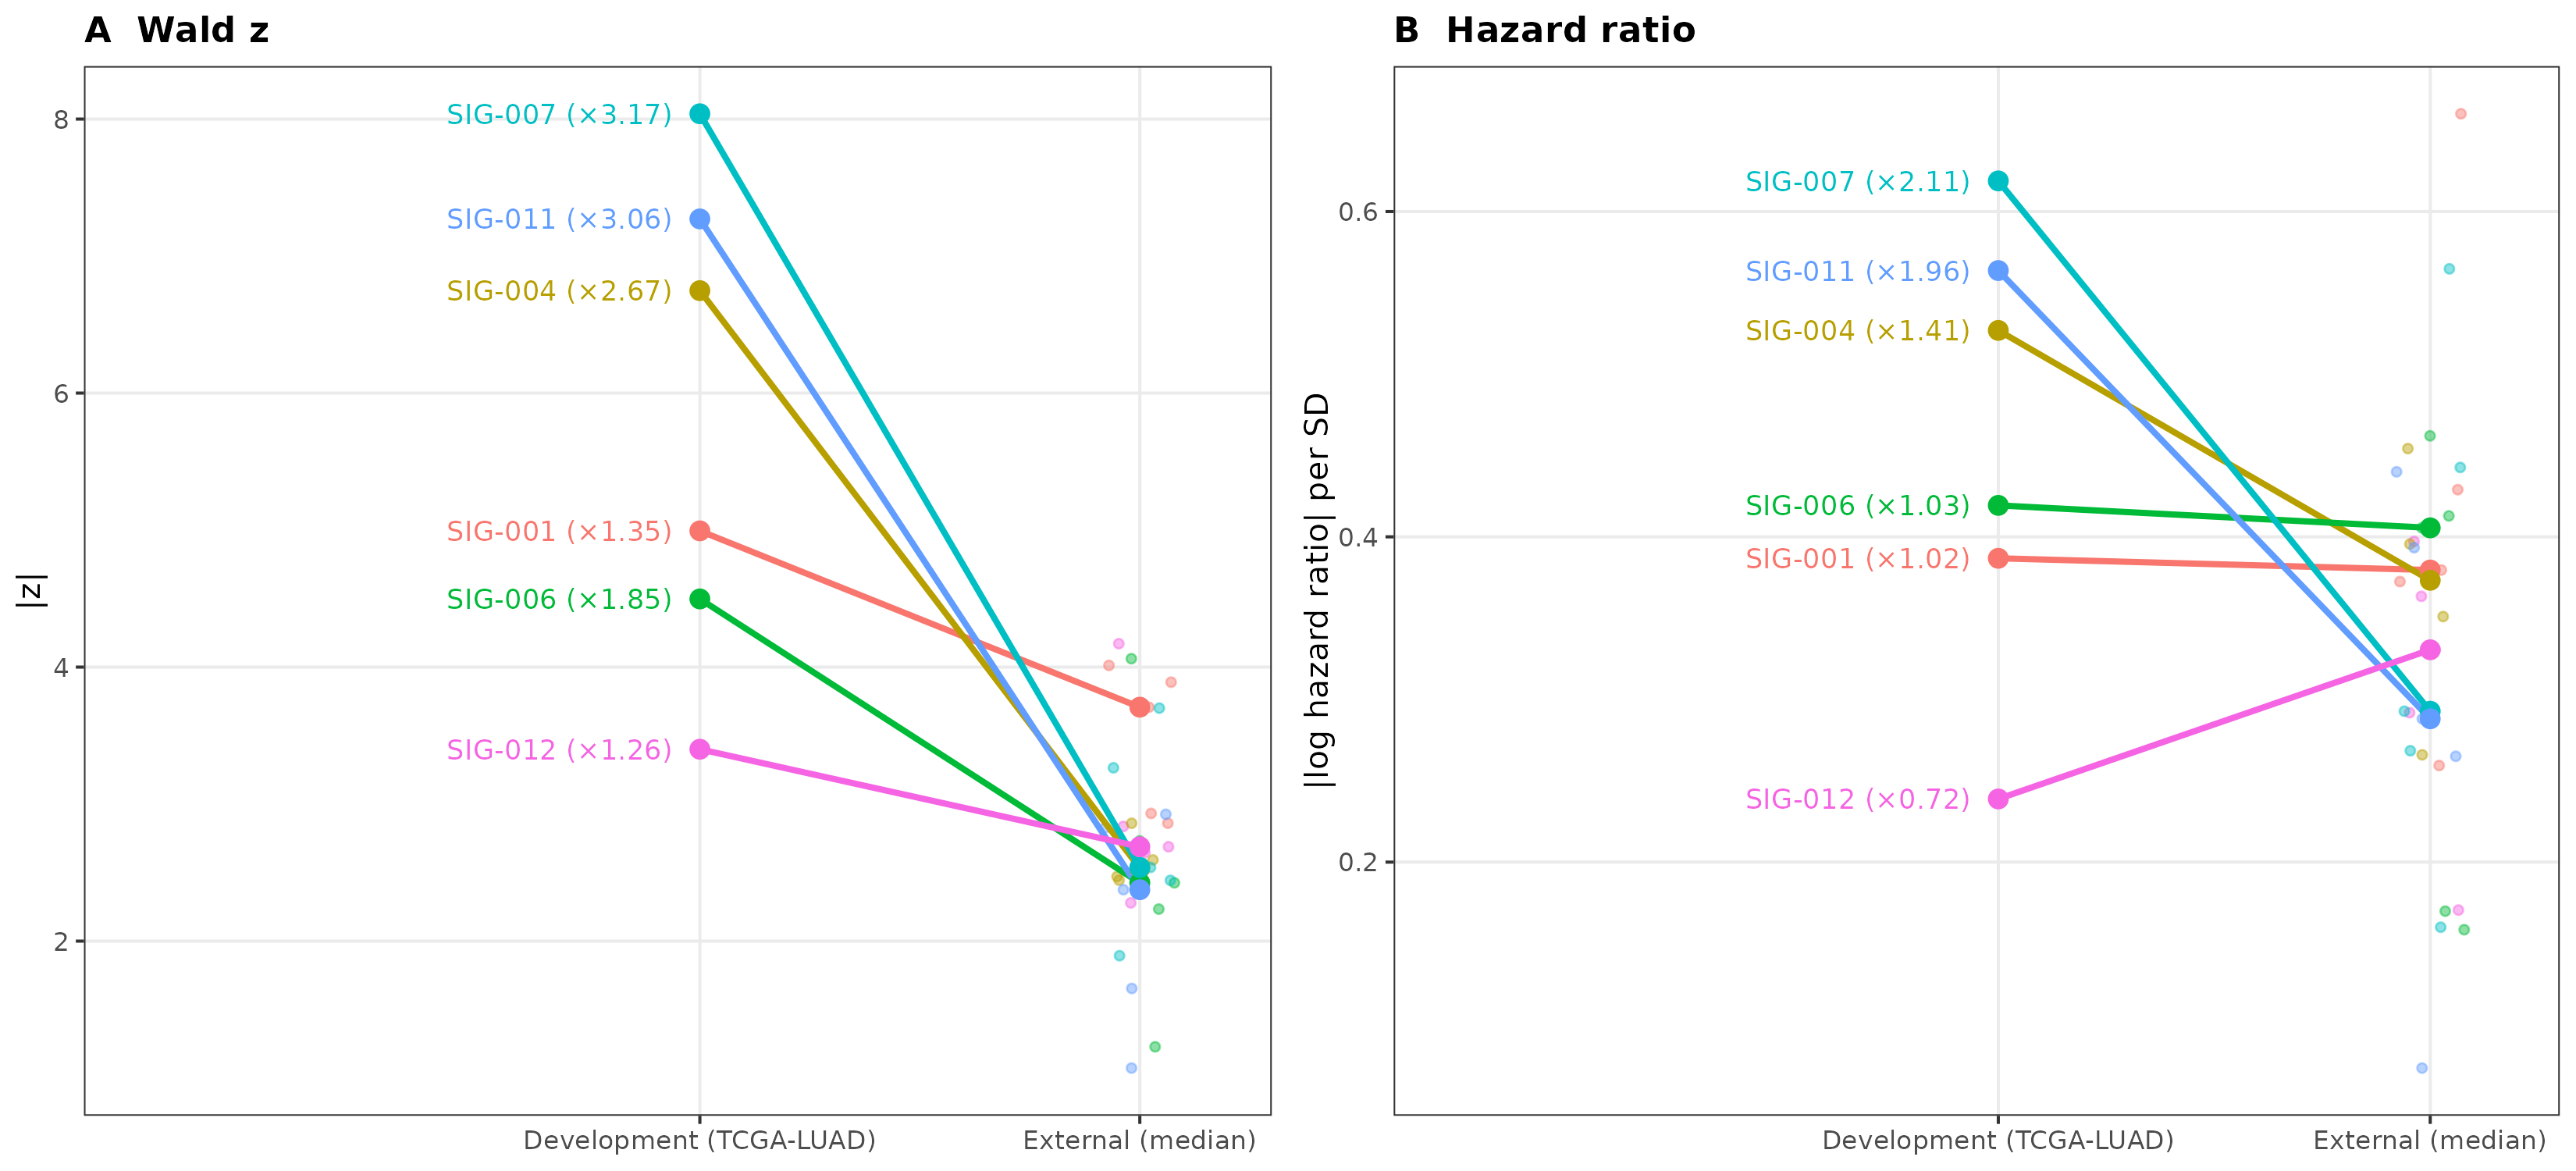 A Wald z
|z|
8
6
4
2
SIG-007 (×3.17)
SIG-011 (×3.06)
SIG-004 (×2.67)
SIG-001 (×1.35)
SIG-006 (×1.85)
SIG-012 (×1.26)
Development (TCGA-LUAD)
External (median)
B Hazard ratio
|log hazard ratio| per SD
0.6
0.4
0.2
SIG-007 (×2.11)
SIG-011 (×1.96)
SIG-004 (×1.41)
SIG-006 (×1.03)
SIG-001 (×1.02)
SIG-012 (×0.72)
Development (TCGA-LUAD)
External (median)